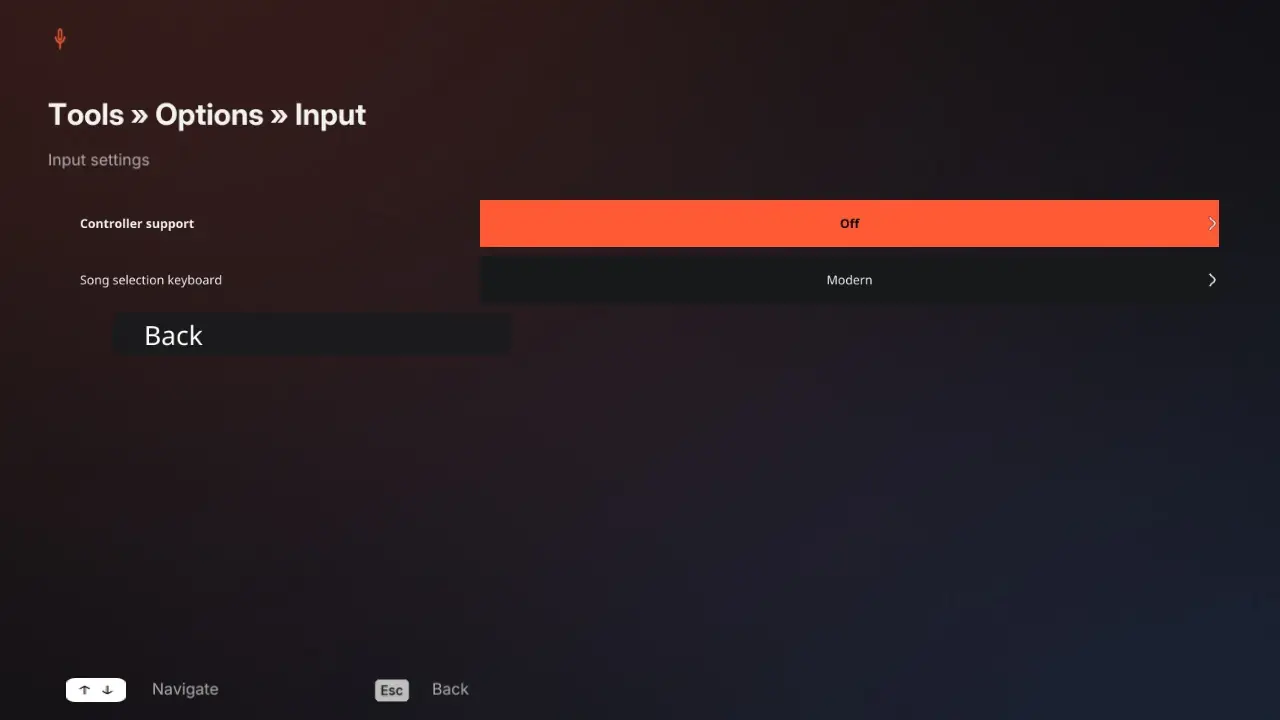 Tools » Options » Input
Input settings
Controller support Off
Song selection keyboard Modern
Back
↑ ↓ Navigate Esc Back